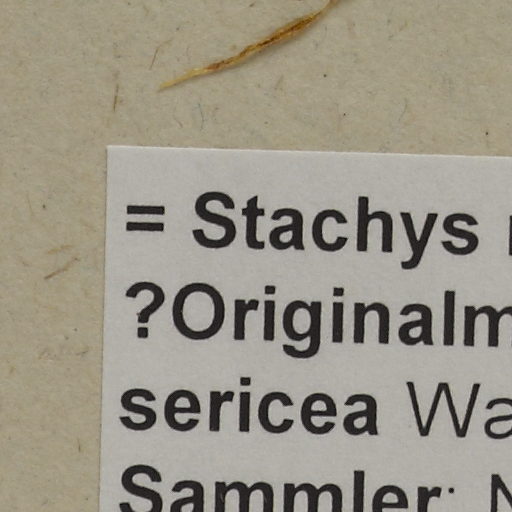 = Stachys
?Originalm
sericea Wa
Sammler: